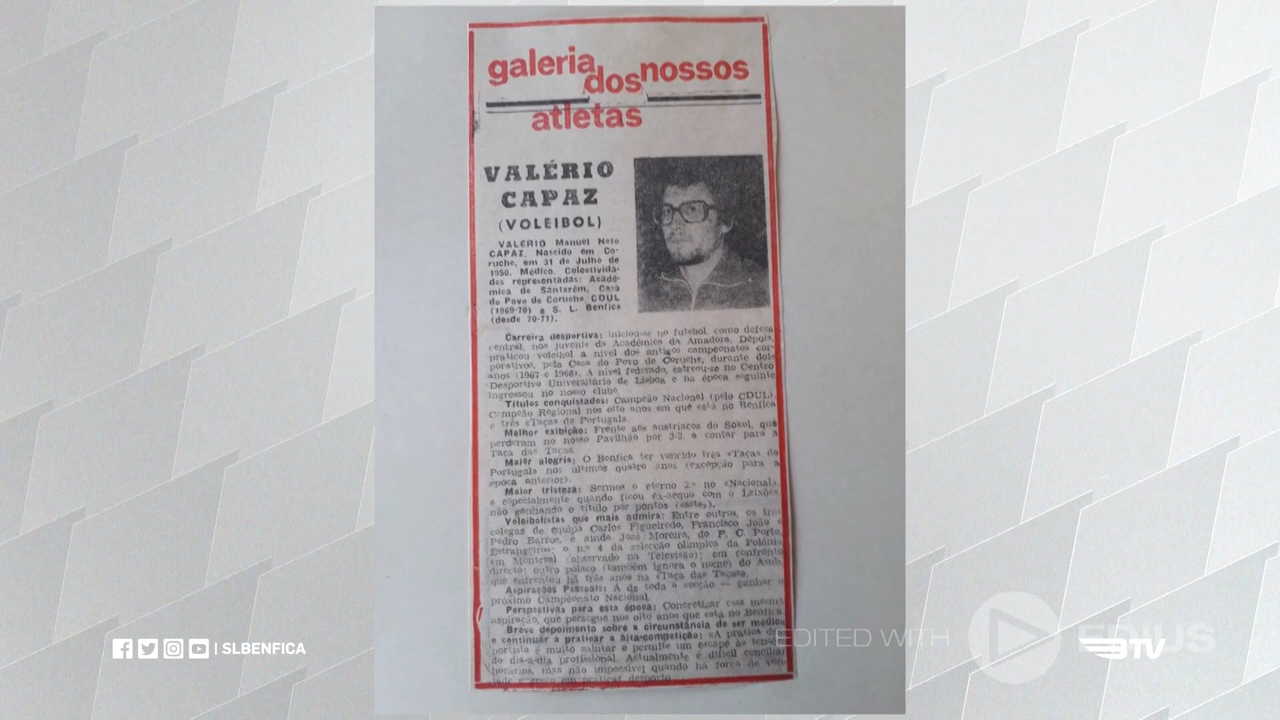 galeria dos nossos
atletas
VALÉRIO
CAPAZ
(VOLEIBOL)
VALÉRIO Manuel Neto
CAPAZ. Nascido em Co-
ruche, em 31 de Julho de
1950. Médico. Colectivida-
des representadas: Acadé-
mica de Santarém, Casa
do Povo de Coruche, CDUL
(1969-70) e S. L. Benfica
(desde 70-71).
Carreira desportiva: Iniciou-se no futebol, como defesa
central, nos juvenis da Académica da Amadora. Depois,
praticou voleibol a nível dos antigos campeonatos cor-
porativos, pela Casa do Povo de Coruche, durante dois
anos (1967 e 1968). A nível federado, estreou-se no Centro
Desportivo Universitário de Lisboa e na época seguinte
ingressou no nosso clube.
Títulos conquistados: Campeão Nacional (pelo CDUL),
Campeão Regional nos oito anos em que está no Benfica
e três «Taças de Portugal».
Melhor exibição: Frente aos austríacos do Sokol, que
perderam no nosso Pavilhão por 3-2, a contar para a
Taça das Taças.
Maior alegria: O Benfica ter vencido três «Taças de
Portugal» nos últimos quatro anos (excepção para a
época anterior).
Maior tristeza: Sermos o eterno 2.º no «Nacional»,
e especialmente quando ficou ex-aequo com o Leixões,
não ganhando o título por pontos («sets»).
Voleibolistas que mais admira: Entre outros, os três
colegas de equipa Carlos Figueiredo, Francisco João e
Pedro Barros, e ainda José Moreira, do F. C. Porto.
Estrangeiros: o n.º 4 da selecção olímpica da Polónia
em Montreal (observado na Televisão); em confronto
directo: outro polaco (também ignora o nome) do
que enfrentou há três anos na «Taça das Taças».
Aspirações Pessoais: A de toda a secção — ganhar o
próximo Campeonato Nacional.
Perspectivas para esta época: Concretizar essa mesma
aspiração, que persegue nos oito anos que está no Benfica.
Breve depoimento sobre a circunstância de ser médico
e continuar a praticar a alta-competição: «A prática des-
portiva é muito salutar e permite um escape às tensões
do dia-a-dia profissional. Actualmente é difícil conciliar
horários, mas não impossível quando há força de von-
tade e gosto em praticar desporto
EDITED WITH
SLBENFICA
BTV